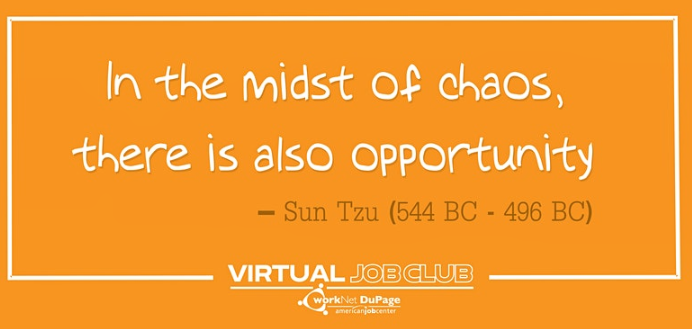 In the midst of chaos,
there is also opportunity
– Sun Tzu (544 BC - 496 BC)
VIRTUAL JOB CLUB
workNet DuPage
americanjobcenter